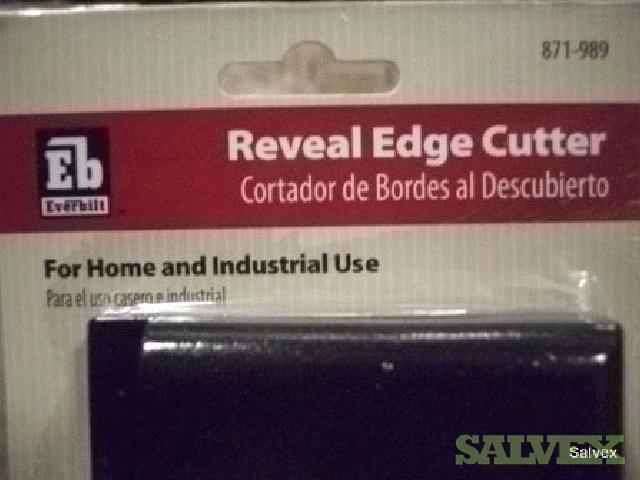 871-989
Eb
Everbilt
Reveal Edge Cutter
Cortador de Bordes al Descubierto
For Home and Industrial Use
Para el uso casero e industrial
SALVEX
Salvex